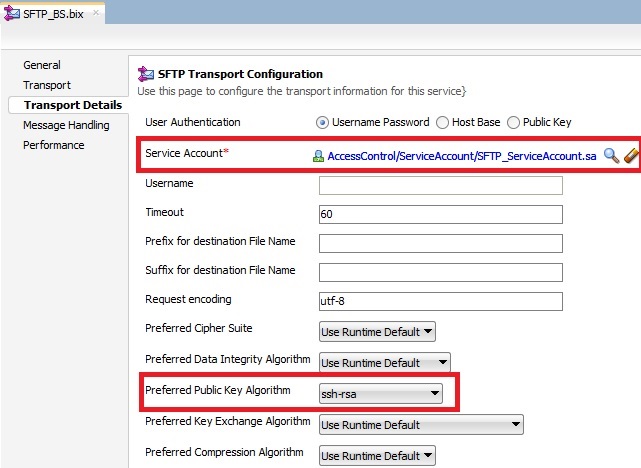 SFTP_BS.bix
General
Transport
Transport Details
Message Handling
Performance
SFTP Transport Configuration
Use this page to configure the transport information for this service}
User Authentication Username Password Host Base Public Key
Service Account* AccessControl/ServiceAccount/SFTP_ServiceAccount.sa
Username
Timeout 60
Prefix for destination File Name
Suffix for destination File Name
Request encoding utf-8
Preferred Cipher Suite Use Runtime Default
Preferred Data Integrity Algorithm Use Runtime Default
Preferred Public Key Algorithm ssh-rsa
Preferred Key Exchange Algorithm Use Runtime Default
Preferred Compression Algorithm Use Runtime Default